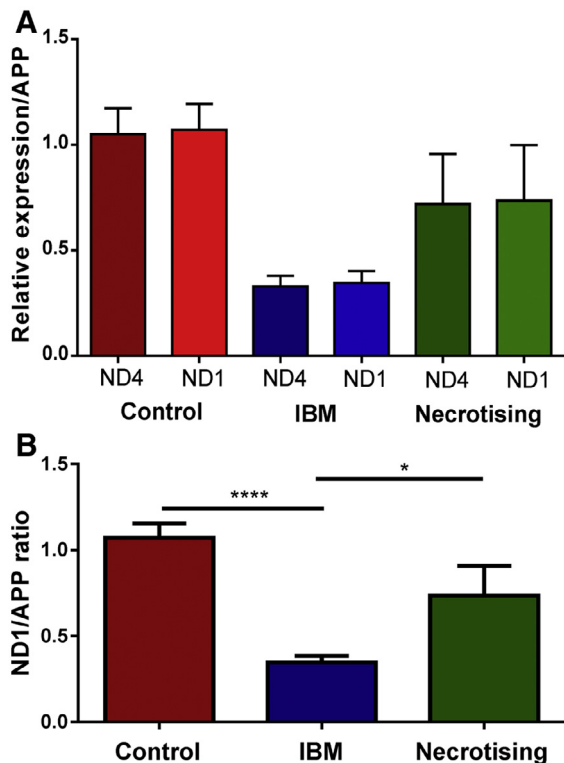 A
Relative expression/APP
1.5
1.0
0.5
0.0
ND4 ND1 ND4 ND1 ND4 ND1
Control IBM Necrotising
B
ND1/APP ratio
1.5
1.0
0.5
0.0
**** *
Control IBM Necrotising